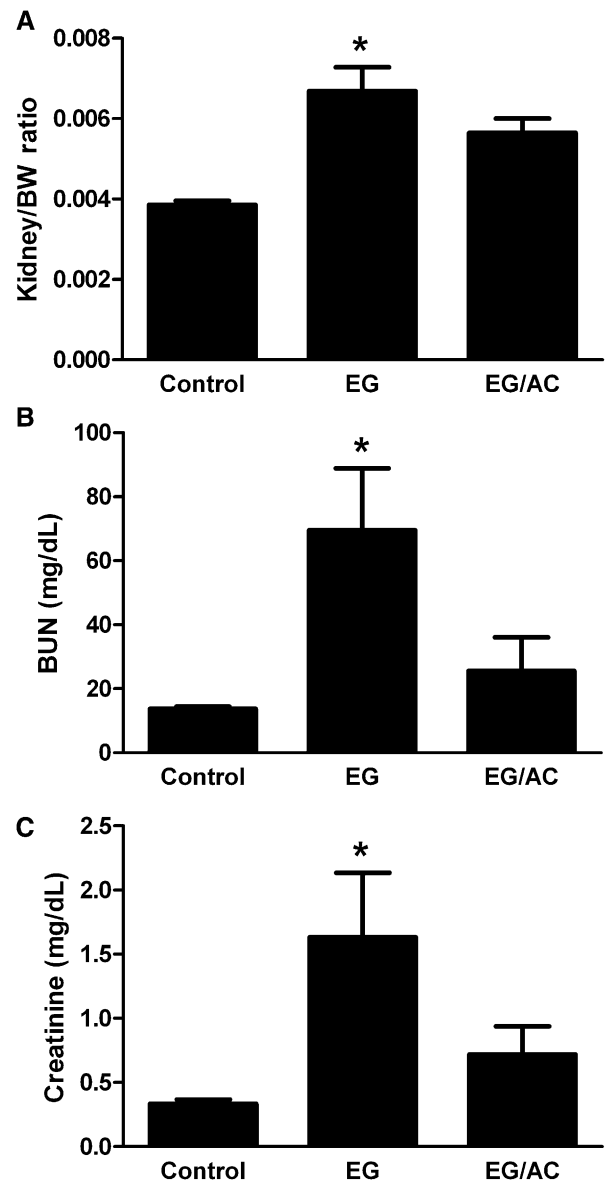 A
Kidney/BW ratio
0.008
0.006
0.004
0.002
0.000
*
Control EG EG/AC
B
BUN (mg/dL)
100
80
60
40
20
0
*
Control EG EG/AC
C
Creatinine (mg/dL)
2.5
2.0
1.5
1.0
0.5
0.0
*
Control EG EG/AC